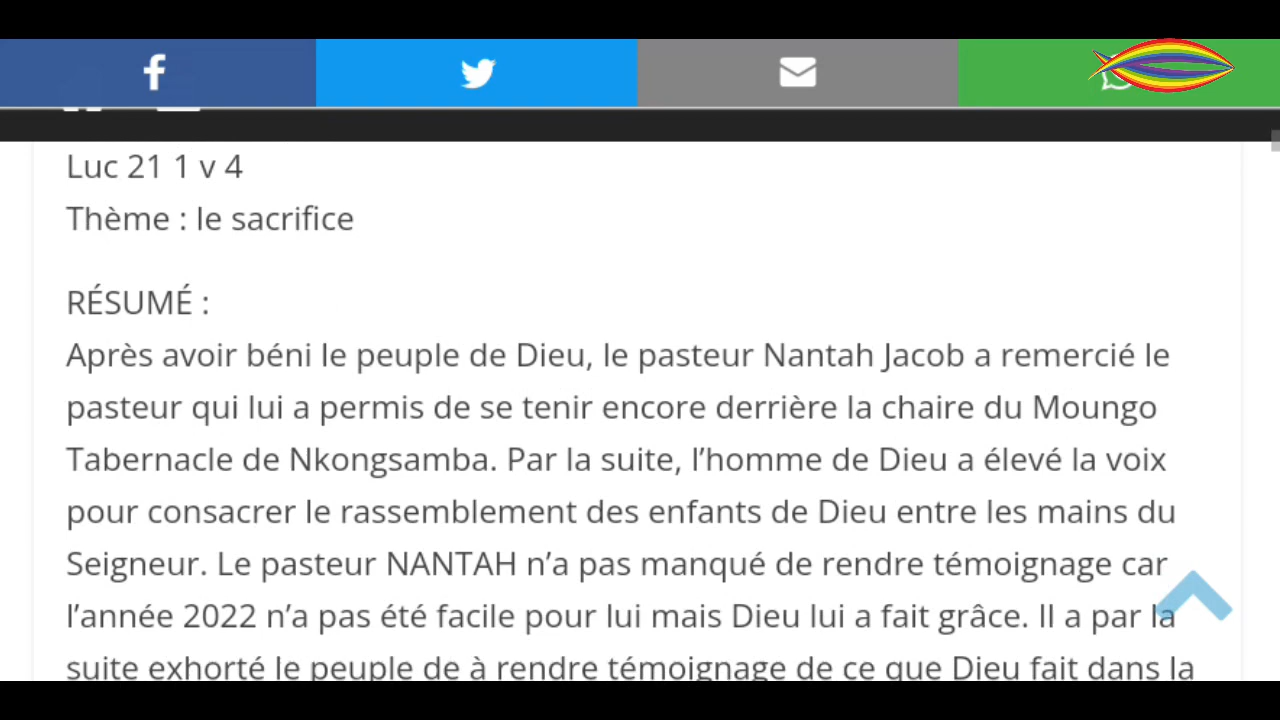 Luc 21 1 v 4
Thème : le sacrifice
RÉSUMÉ :
Après avoir béni le peuple de Dieu, le pasteur Nantah Jacob a remercié le
pasteur qui lui a permis de se tenir encore derrière la chaire du Moungo
Tabernacle de Nkongsamba. Par la suite, l’homme de Dieu a élevé la voix
pour consacrer le rassemblement des enfants de Dieu entre les mains du
Seigneur. Le pasteur NANTAH n’a pas manqué de rendre témoignage car
l’année 2022 n’a pas été facile pour lui mais Dieu lui a fait grâce. Il a par la
suite exhorté le peuple de à rendre témoignage de ce que Dieu fait dans la